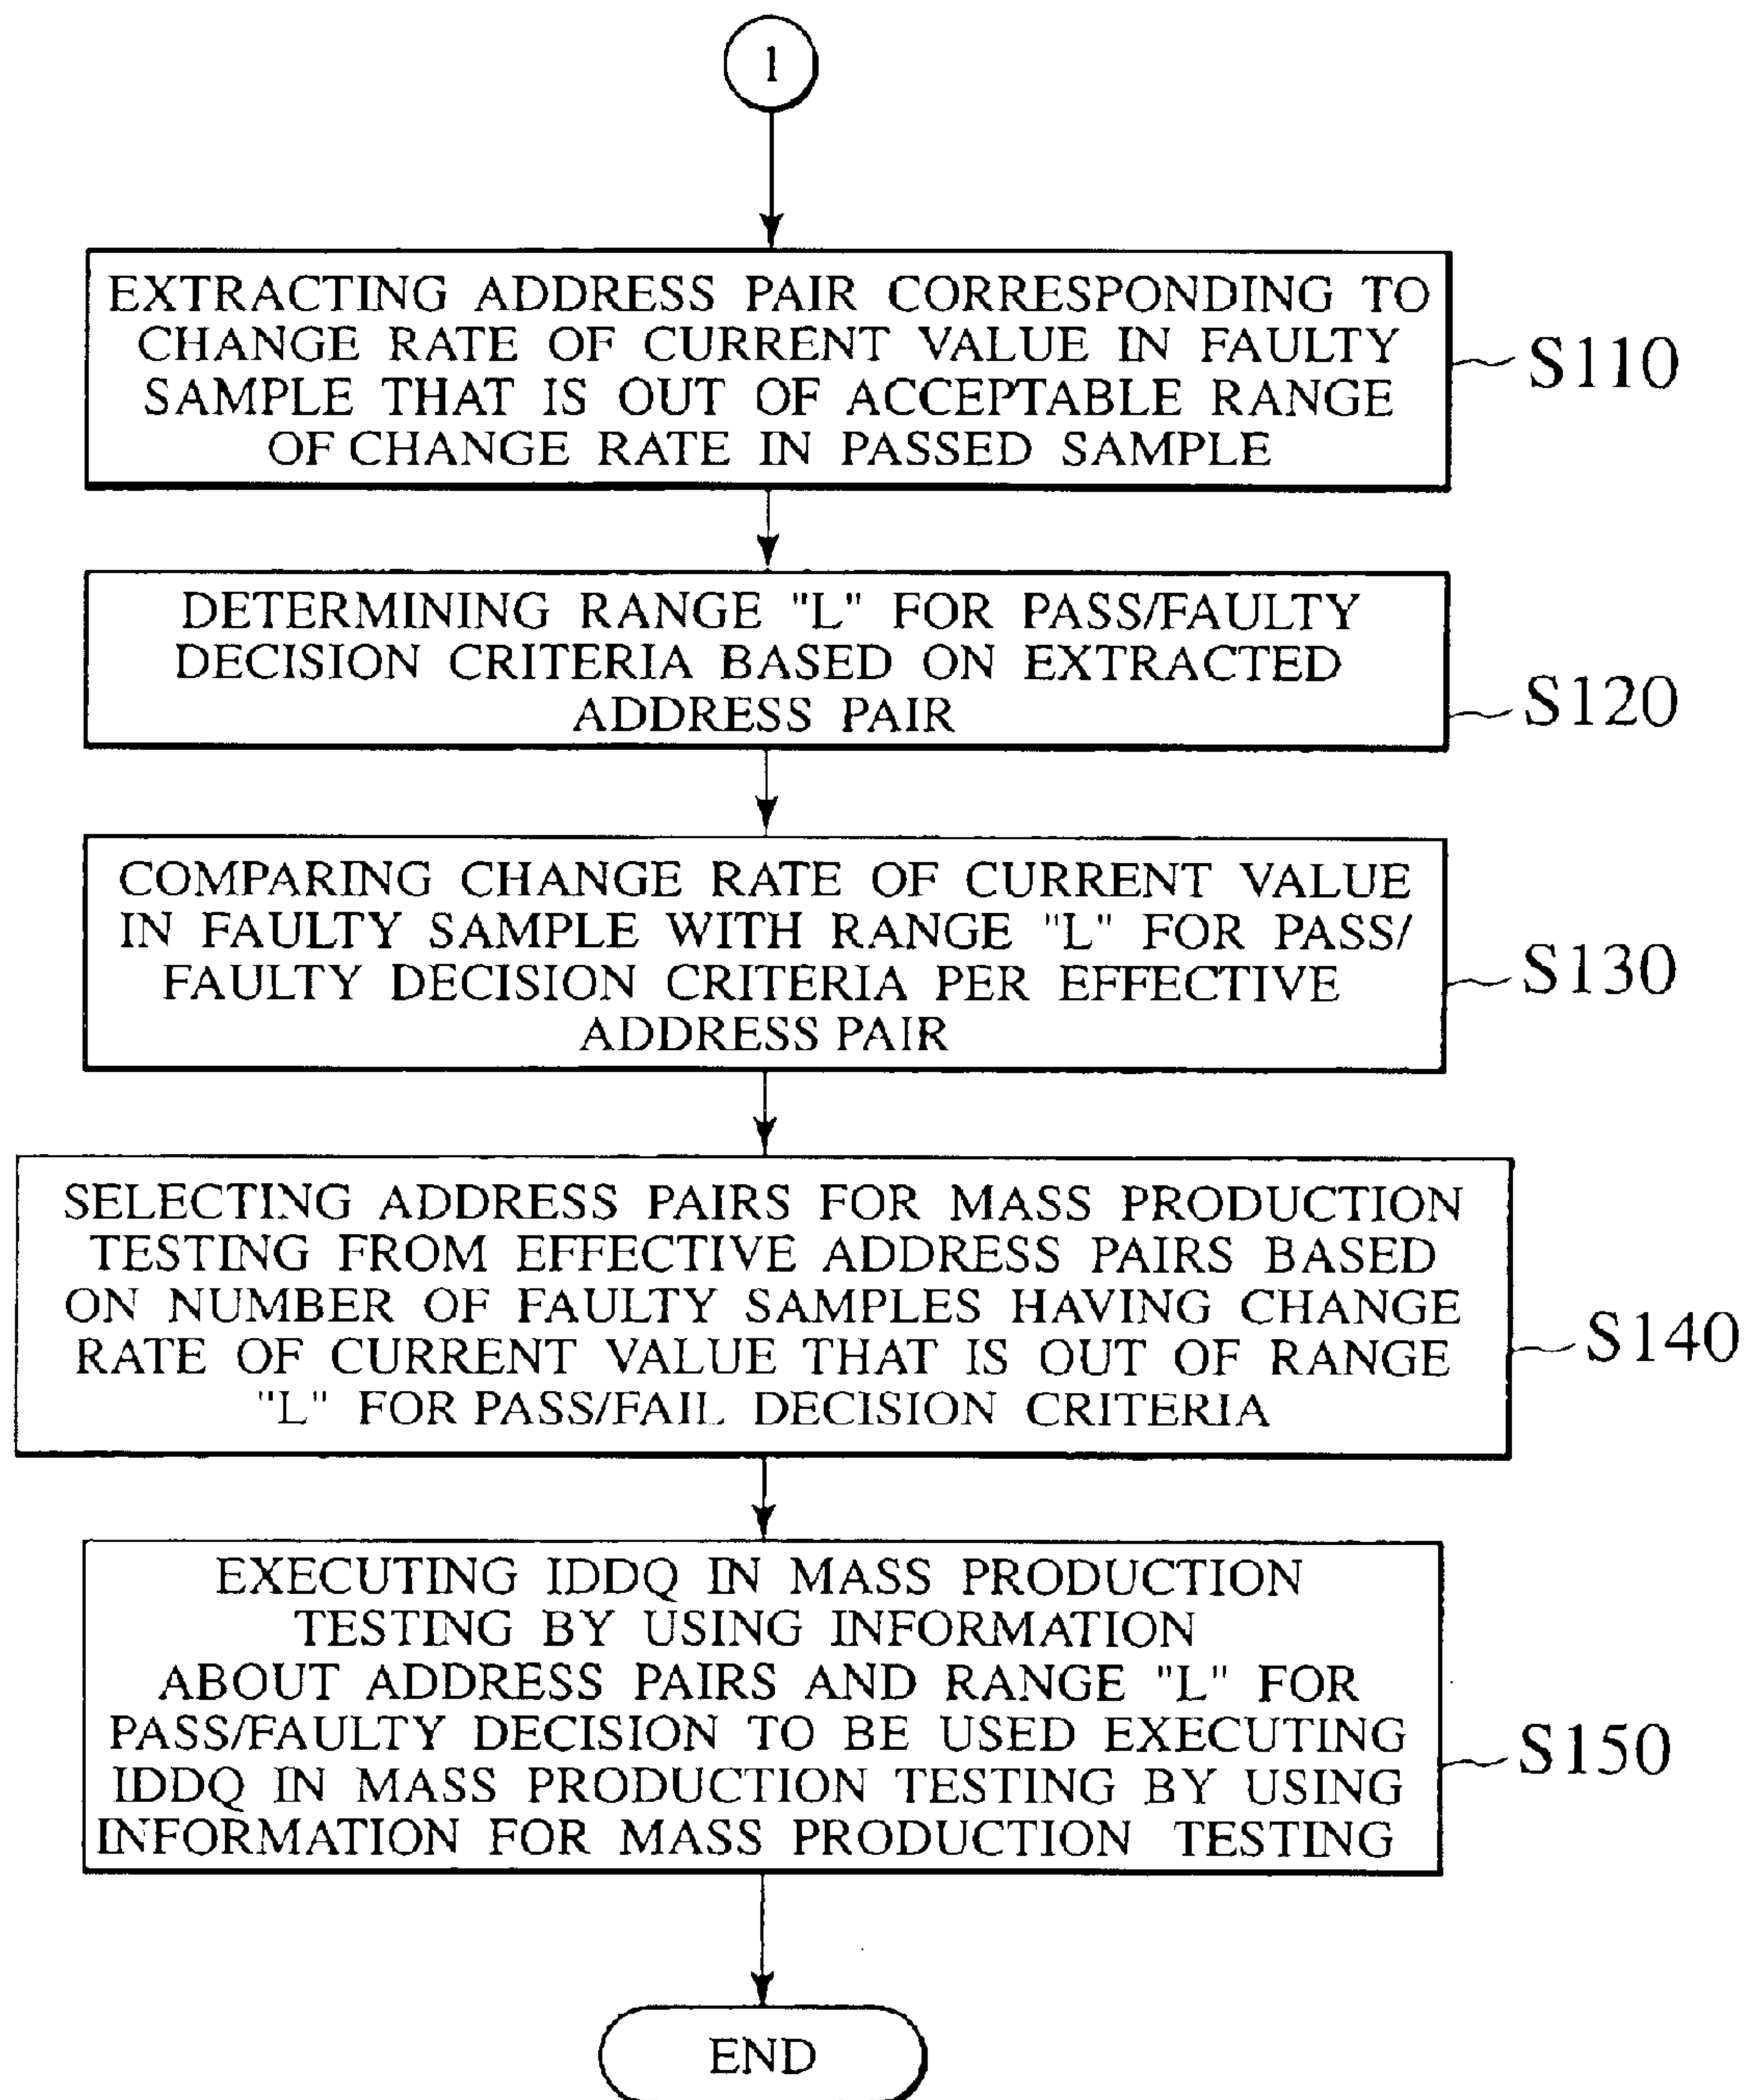 1
EXTRACTING ADDRESS PAIR CORRESPONDING TO
CHANGE RATE OF CURRENT VALUE IN FAULTY
SAMPLE THAT IS OUT OF ACCEPTABLE RANGE
OF CHANGE RATE IN PASSED SAMPLE
S110
DETERMINING RANGE "L" FOR PASS/FAULTY
DECISION CRITERIA BASED ON EXTRACTED
ADDRESS PAIR
S120
COMPARING CHANGE RATE OF CURRENT VALUE
IN FAULTY SAMPLE WITH RANGE "L" FOR PASS/
FAULTY DECISION CRITERIA PER EFFECTIVE
ADDRESS PAIR
S130
SELECTING ADDRESS PAIRS FOR MASS PRODUCTION
TESTING FROM EFFECTIVE ADDRESS PAIRS BASED
ON NUMBER OF FAULTY SAMPLES HAVING CHANGE
RATE OF CURRENT VALUE THAT IS OUT OF RANGE
"L" FOR PASS/FAIL DECISION CRITERIA
S140
EXECUTING IDDQ IN MASS PRODUCTION
TESTING BY USING INFORMATION
ABOUT ADDRESS PAIRS AND RANGE "L" FOR
PASS/FAULTY DECISION TO BE USED EXECUTING
IDDQ IN MASS PRODUCTION TESTING BY USING
INFORMATION FOR MASS PRODUCTION TESTING
S150
END